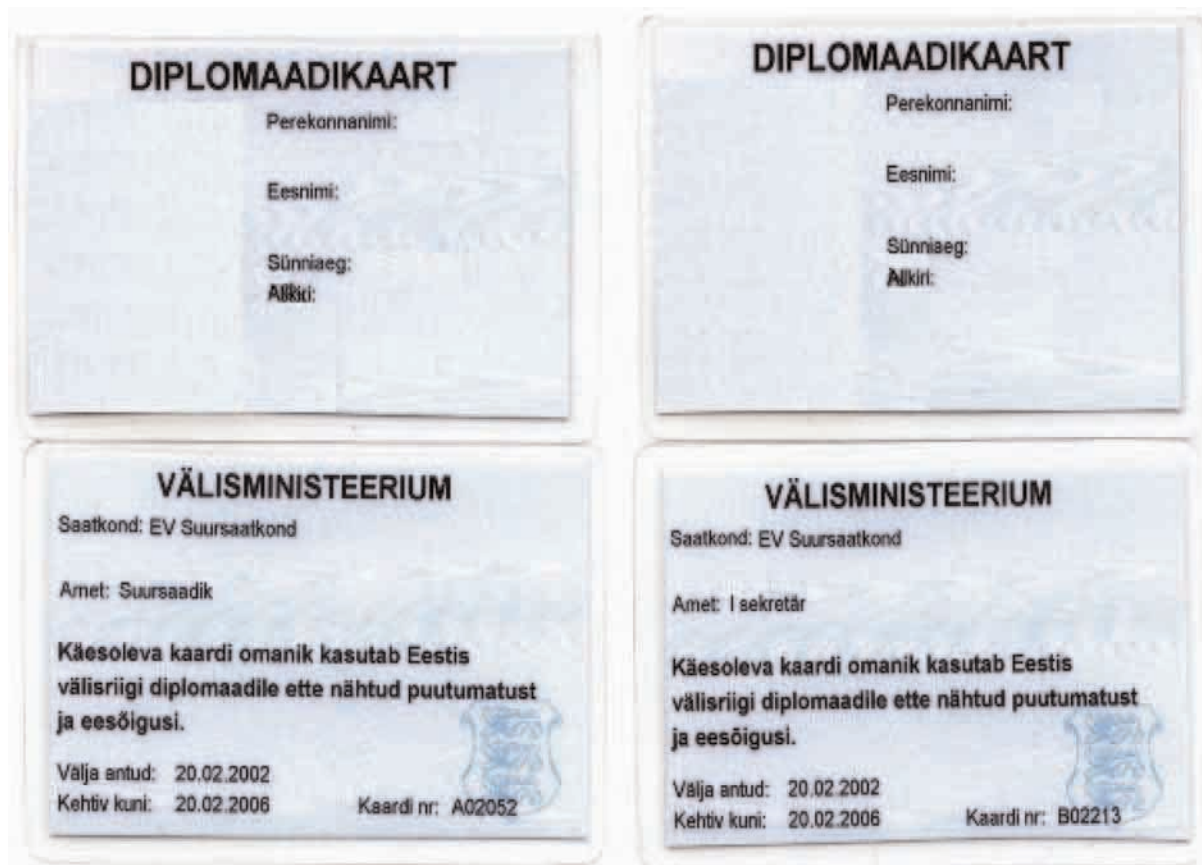 DIPLOMAADIKAART
Perekonnanimi:
Eesnimi:
Sünniaeg:
Allkiri:
DIPLOMAADIKAART
Perekonnanimi:
Eesnimi:
Sünniaeg:
Allkiri:
VÄLISMINISTEERIUM
Saatkond: EV Suursaatkond
Amet: Suursaadik
Käesoleva kaardi omanik kasutab Eestis
välisriigi diplomaadile ette nähtud puutumatust
ja eesõigusi.
Välja antud: 20.02.2002
Kehtiv kuni: 20.02.2006 Kaardi nr: A02052
VÄLISMINISTEERIUM
Saatkond: EV Suursaatkond
Amet: I sekretär
Käesoleva kaardi omanik kasutab Eestis
välisriigi diplomaadile ette nähtud puutumatust
ja eesõigusi.
Välja antud: 20.02.2002
Kehtiv kuni: 20.02.2006 Kaardi nr: B02213